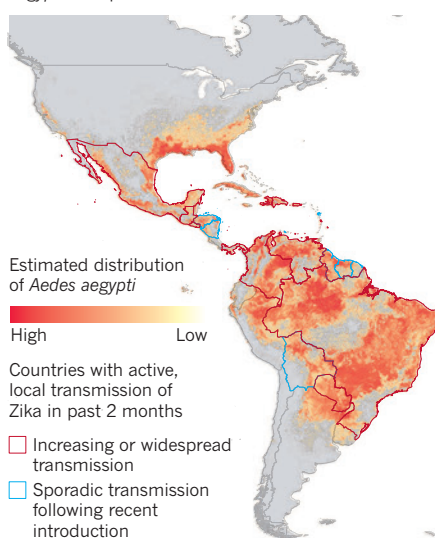 Estimated distribution
of Aedes aegypti
High Low
Countries with active,
local transmission of
Zika in past 2 months
Increasing or widespread
transmission
Sporadic transmission
following recent
introduction